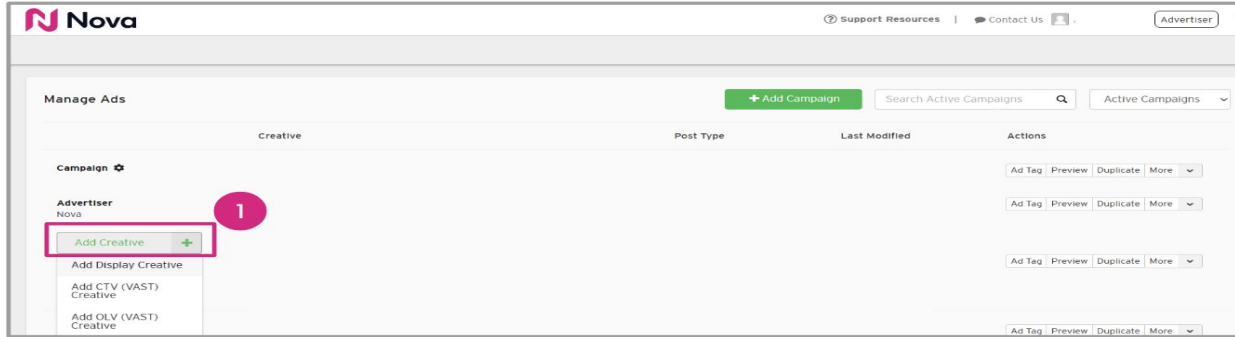 Nova
Support Resources | Contact Us . Advertiser
Manage Ads
+ Add Campaign
Search Active Campaigns
Active Campaigns
Creative Post Type Last Modified Actions
Campaign
Ad Tag Preview Duplicate More
Advertiser
Nova
Ad Tag Preview Duplicate More
1
Add Creative +
Add Display Creative
Ad Tag Preview Duplicate More
Add CTV (VAST)
Creative
Add OLV (VAST)
Creative
Ad Tag Preview Duplicate More